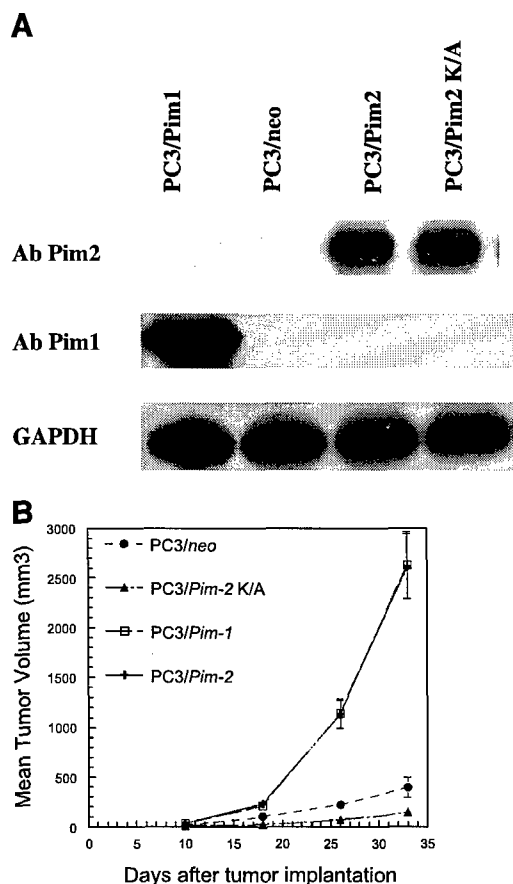 A
PC3/Pim1
PC3/neo
PC3/Pim2
PC3/Pim2 K/A
Ab Pim2
Ab Pim1
GAPDH
B
Mean Tumor Volume (mm3)
3000
2500
2000
1500
1000
500
0
PC3/neo
PC3/Pim-2 K/A
PC3/Pim-1
PC3/Pim-2
0 5 10 15 20 25 30 35
Days after tumor implantation